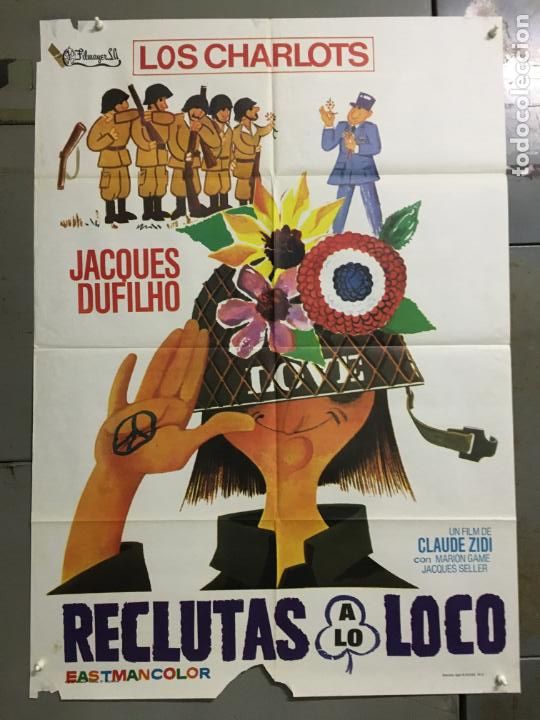 Filmayer S.A.
LOS CHARLOTS
JACQUES
DUFILHO
LOVE
UN FILM DE
CLAUDE ZIDI
con MARION GAME
JACQUES SELLER
RECLUTAS A LO LOCO
EASTMANCOLOR
todocoleccion